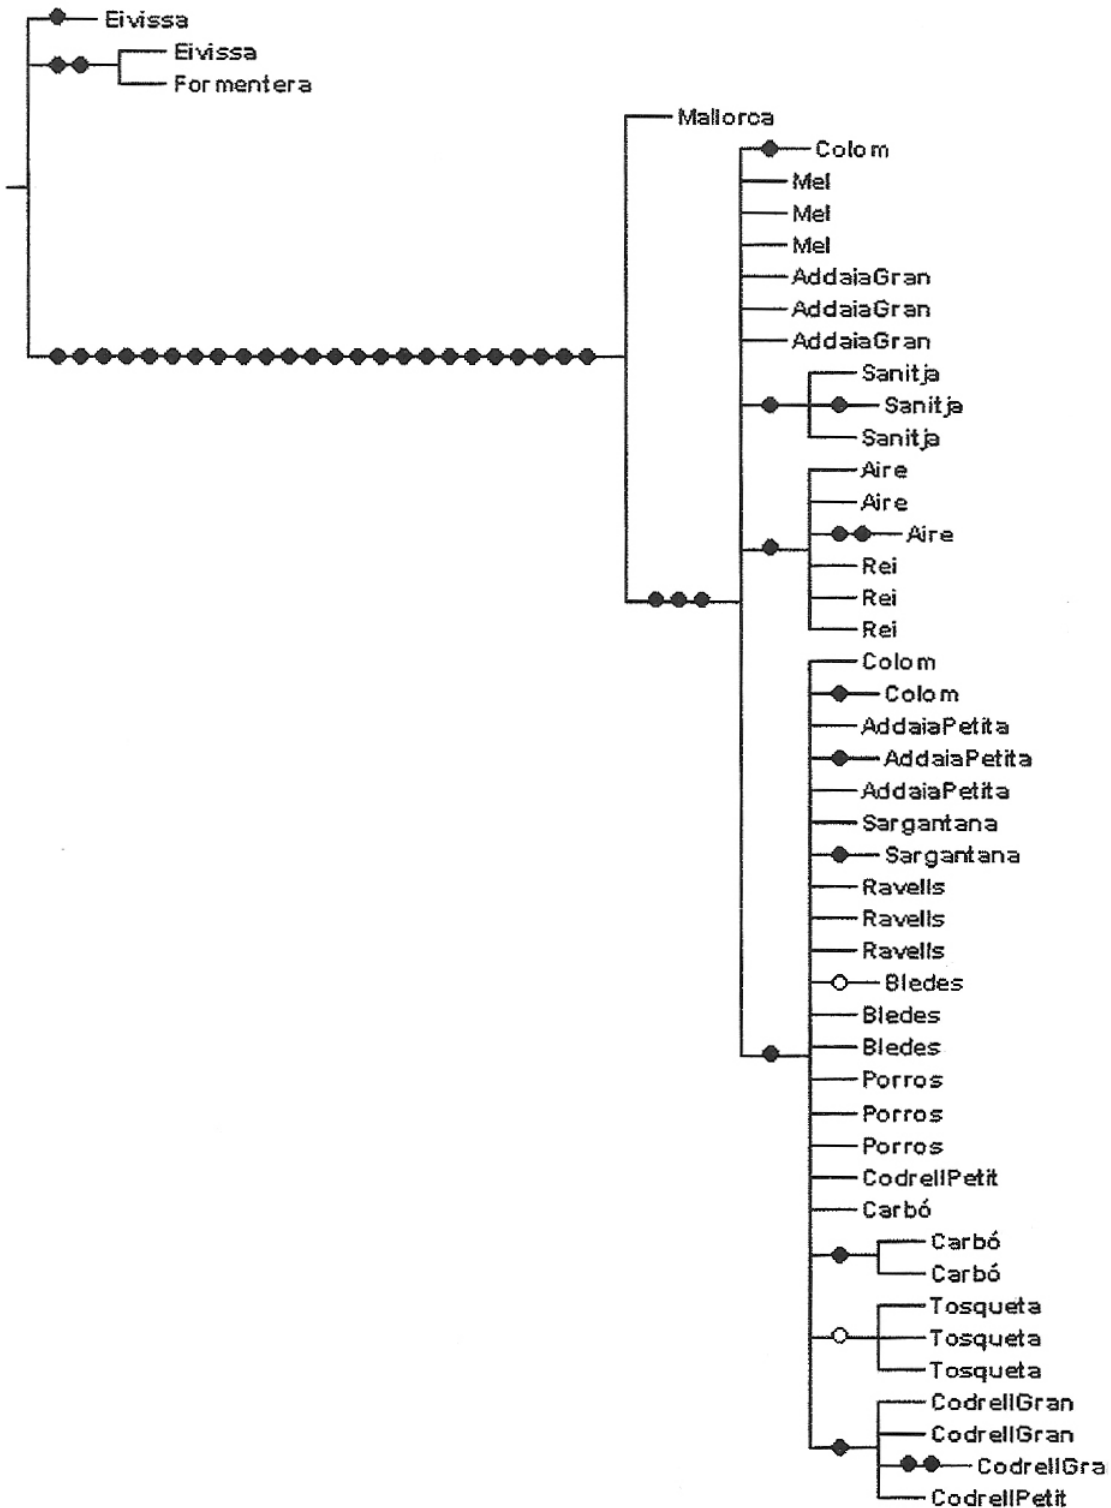 Eivissa
Eivissa
Formentera
Mallorca
Colom
Mel
Mel
Mel
AddaiaGran
AddaiaGran
AddaiaGran
Sanitja
Sanitja
Sanitja
Aire
Aire
Aire
Rei
Rei
Rei
Colom
Colom
AddaiaPetita
AddaiaPetita
AddaiaPetita
Sargantana
Sargantana
Ravells
Ravells
Ravells
Bledes
Bledes
Bledes
Porros
Porros
Porros
CodrellPetit
Carbó
Carbó
Carbó
Tosqueta
Tosqueta
Tosqueta
CodrellGran
CodrellGran
CodrellGra
CodrellPetit